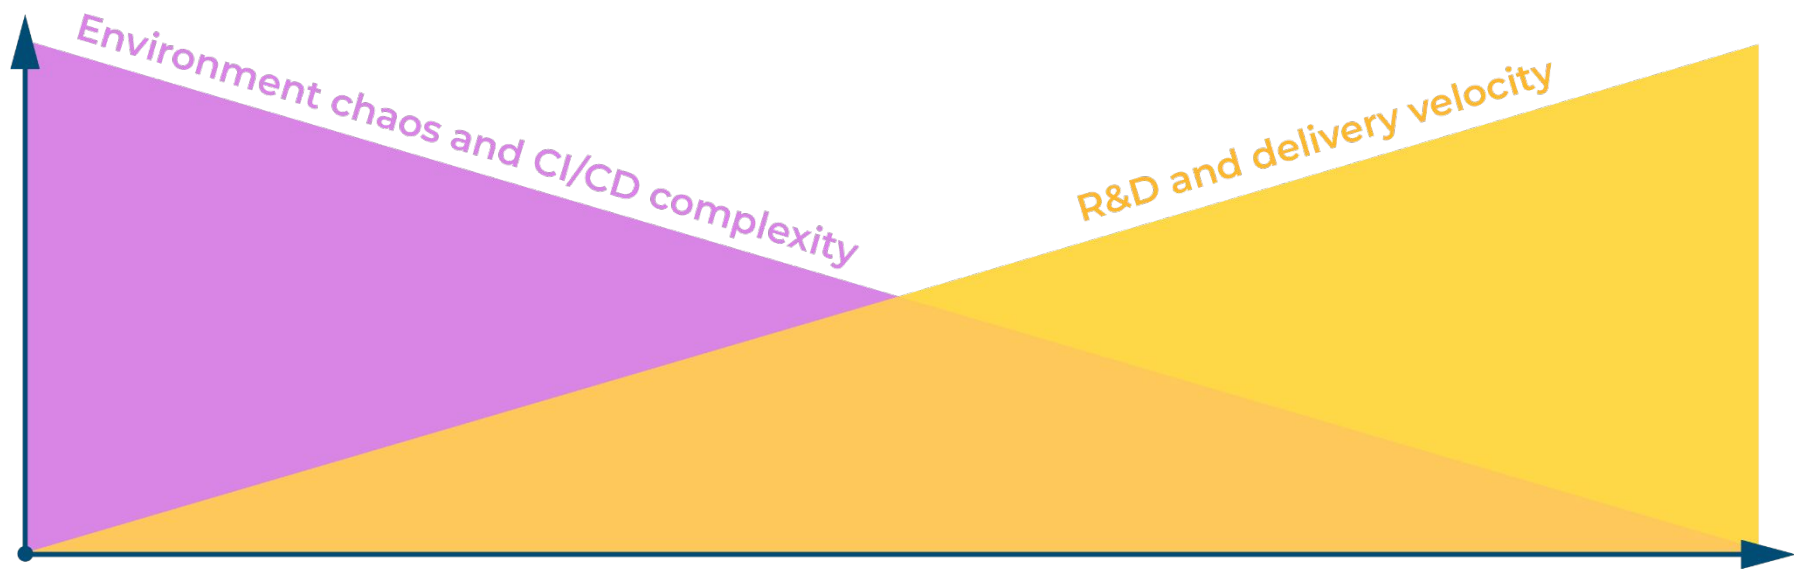 Environment chaos and CI/CD complexity
R&D and delivery velocity